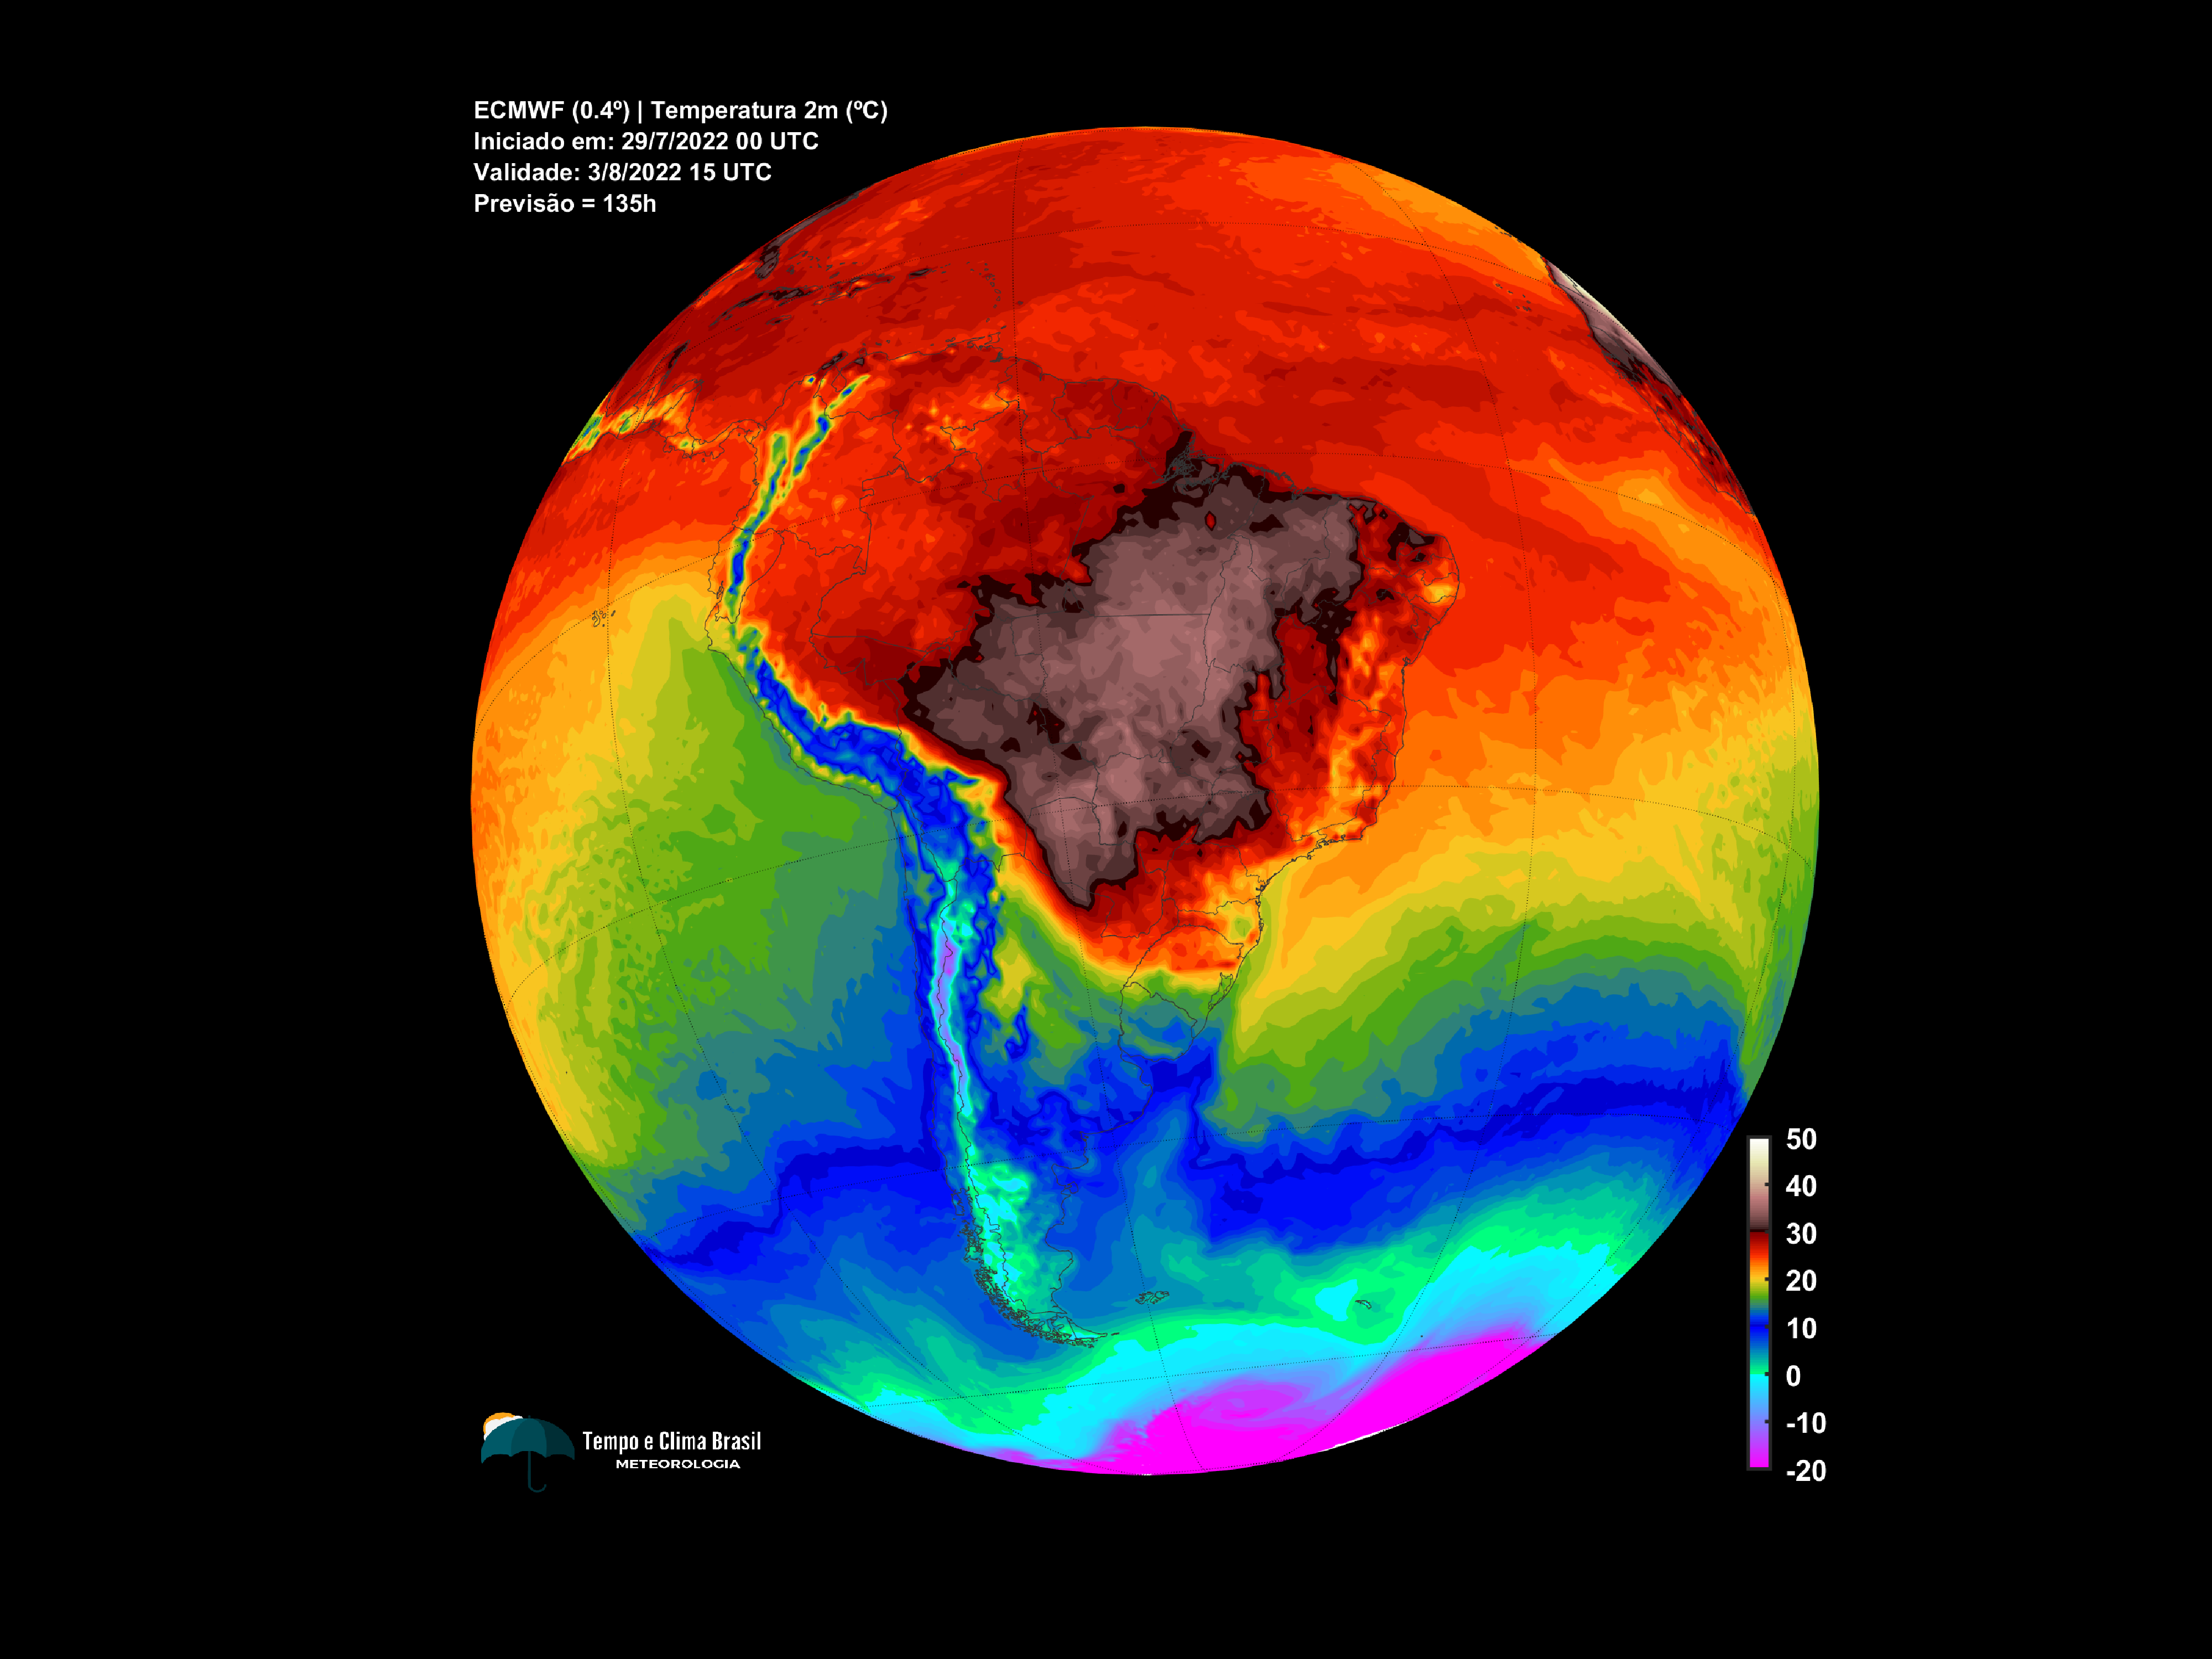 ECMWF (0.4º) | Temperatura 2m (ºC)
Iniciado em: 29/7/2022 00 UTC
Validade: 3/8/2022 15 UTC
Previsão = 135h
50
40
30
20
10
0
-10
-20
Tempo e Clima Brasil
METEOROLOGIA